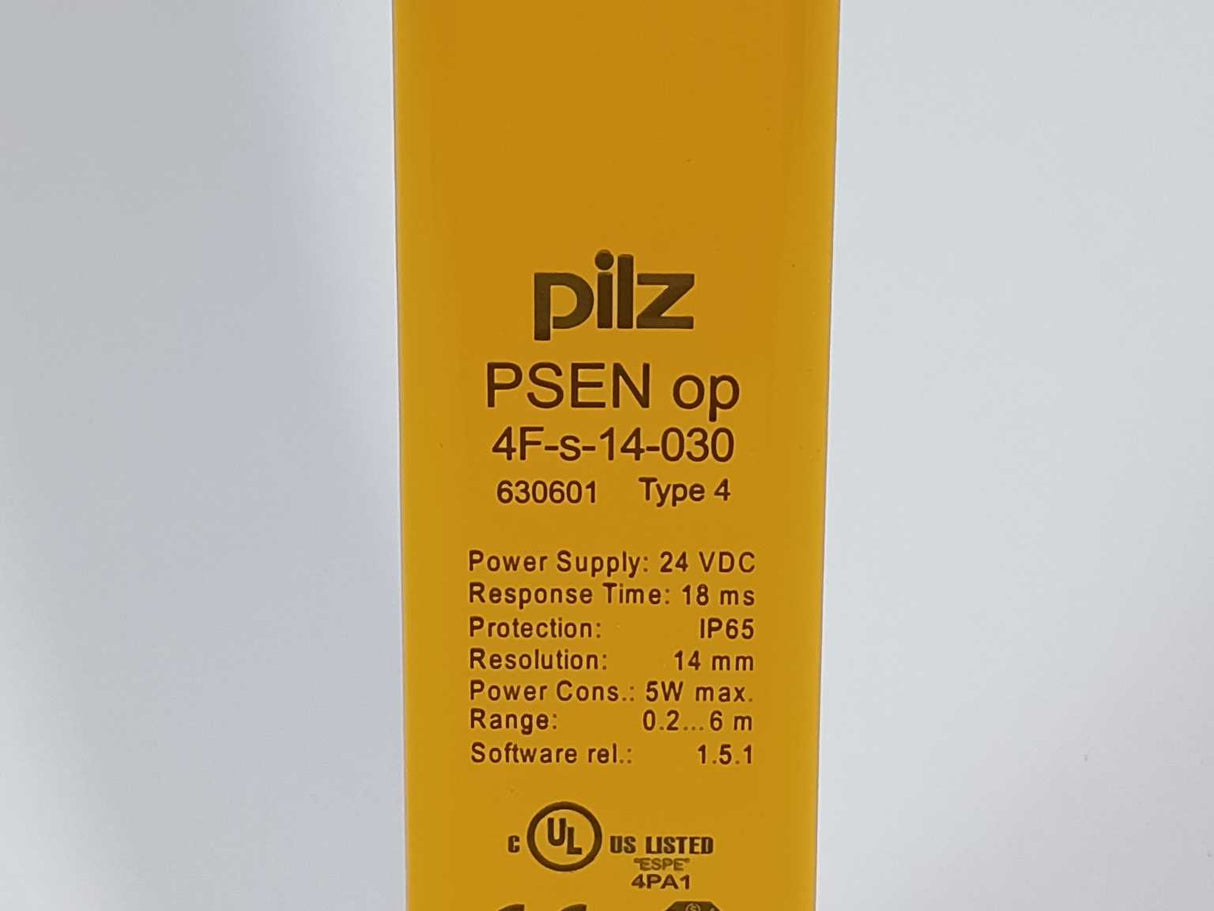 pilz
PSEN op
4F-s-14-030
630601 Type 4
Power Supply: 24 VDC
Response Time: 18 ms
Protection: IP65
Resolution: 14 mm
Power Cons.: 5W max.
Range: 0.2...6 m
Software rel.: 1.5.1
C UL US LISTED
"ESPE"
4PA1